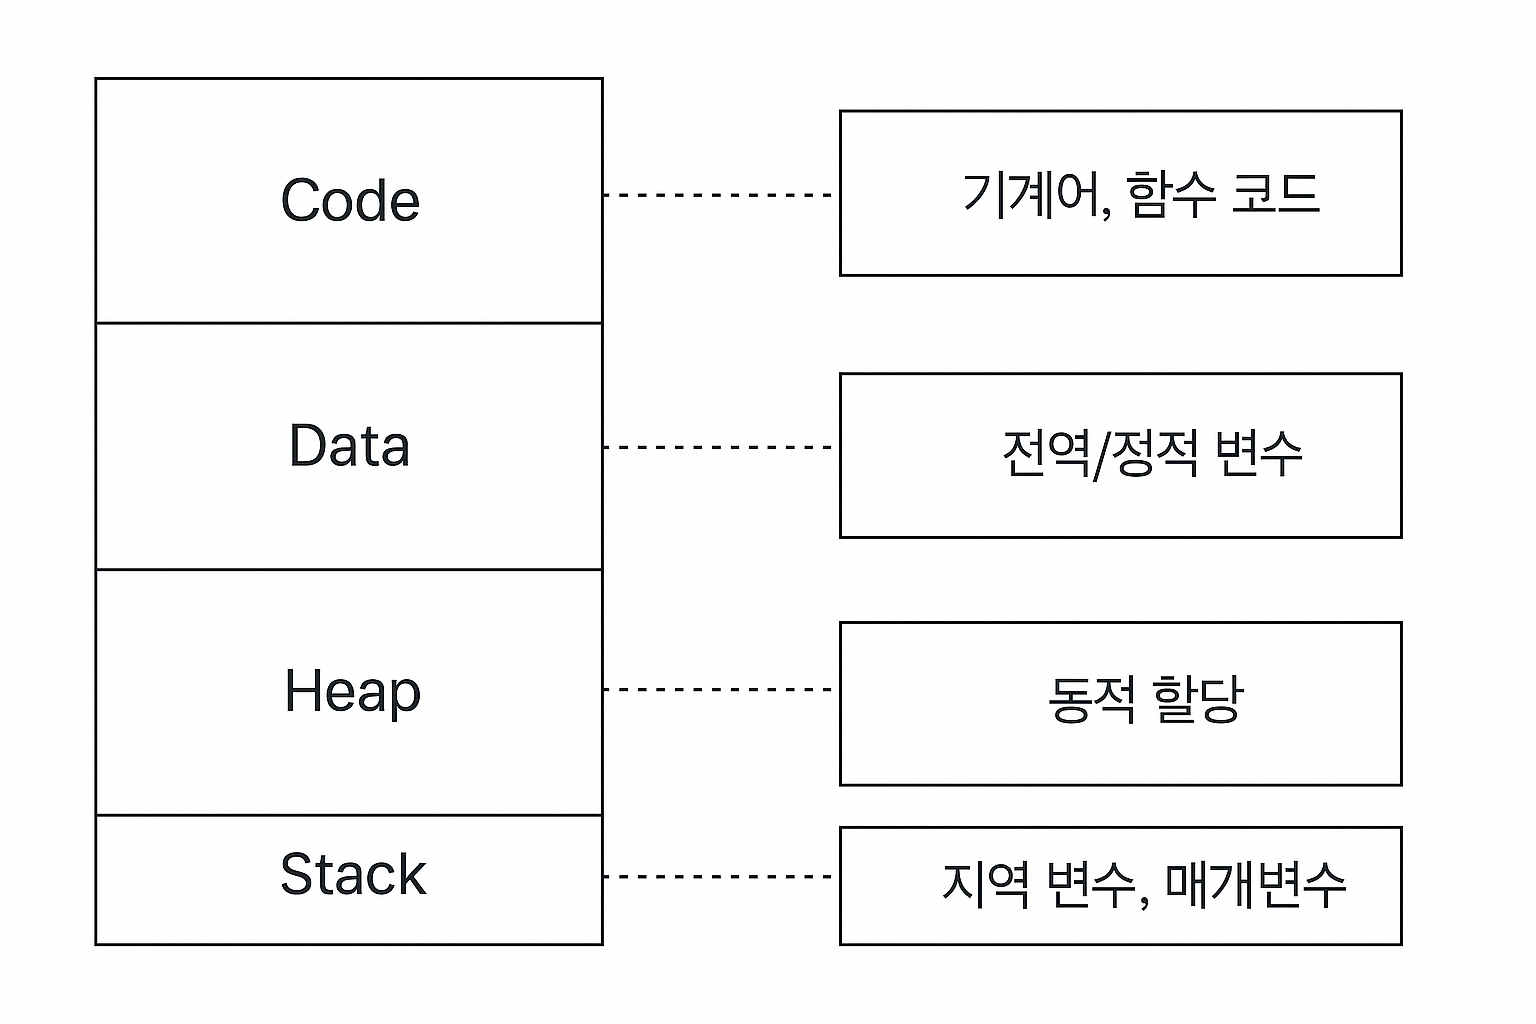 Code
기계어, 함수 코드
Data
전역/정적 변수
Heap
동적 할당
Stack
지역 변수, 매개변수